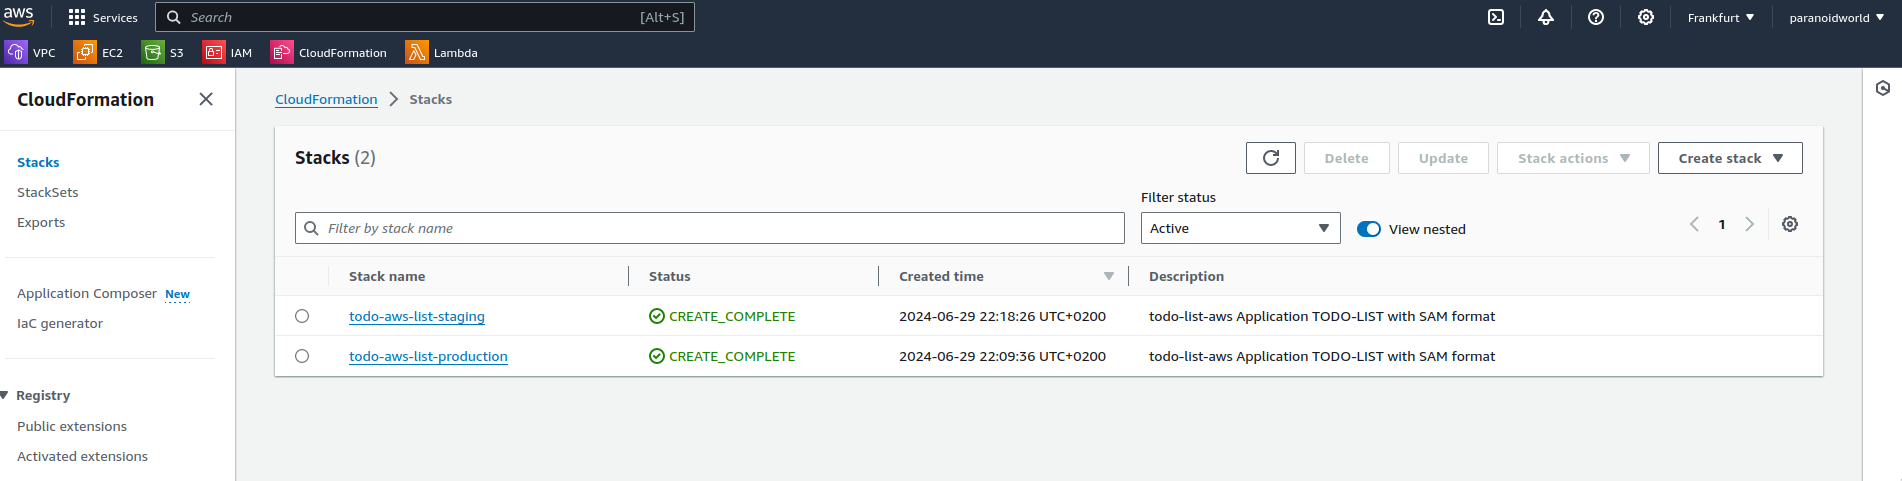 aws Services Search [Alt+S] Frankfurt paranoidworld
VPC EC2 S3 IAM CloudFormation Lambda
CloudFormation
Stacks
StackSets
Exports
Application Composer New
IaC generator
Registry
Public extensions
Activated extensions
CloudFormation Stacks
Stacks (2) Delete Update Stack actions Create stack
Filter status
Filter by stack name Active View nested 1
Stack name Status Created time Description
todo-aws-list-staging CREATE_COMPLETE 2024-06-29 22:18:26 UTC+0200 todo-list-aws Application TODO-LIST with SAM format
todo-aws-list-production CREATE_COMPLETE 2024-06-29 22:09:36 UTC+0200 todo-list-aws Application TODO-LIST with SAM format